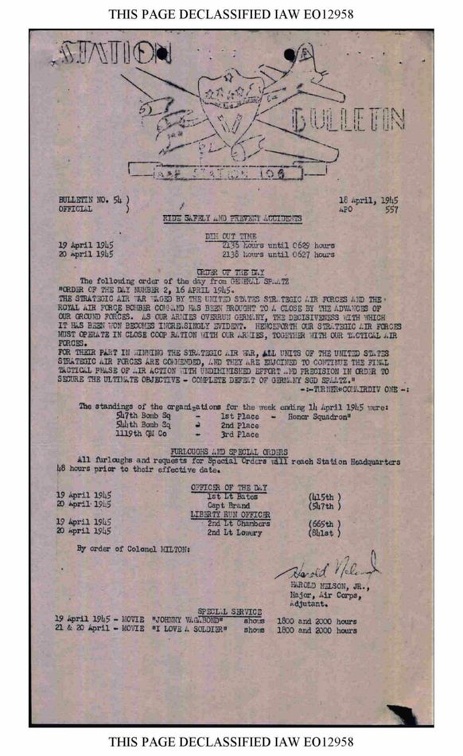 THIS PAGE DECLASSIFIED IAW EO12958
STATION
BULLETIN
AAF STATION 106
BULLETIN NO. 54 ) 18 April, 1945
OFFICIAL ) APO 557
RIDE SAFELY AND PREVENT ACCIDENTS
DIM OUT TIME
19 April 1945 2135 hours until 0629 hours
20 April 1945 2138 hours until 0627 hours
ORDER OF THE DAY
The following order of the day from GENERAL SPAATZ
"ORDER OF THE DAY NUMBER 2, 16 APRIL 1945.
THE STRATEGIC AIR WAR WAGED BY THE UNITED STATES STRATEGIC AIR FORCES AND THE
ROYAL AIR FORCE BOMBER COMMAND HAS BEEN BROUGHT TO A CLOSE BY THE ADVANCES OF
OUR GROUND FORCES. AS OUR ARMIES OVERRUN GERMANY, THE DECISIVENESS WITH WHICH
IT HAS BEEN WON BECOMES INCREASINGLY EVIDENT. HENCEFORTH OUR STRATEGIC AIR FORCES
MUST OPERATE IN CLOSE COOPERATION WITH OUR ARMIES, TOGETHER WITH OUR TACTICAL AIR
FORCES.
FOR THEIR PART IN WINNING THE STRATEGIC AIR WAR, ALL UNITS OF THE UNITED STATES
STRATEGIC AIR FORCES ARE COMMENDED, AND THEY ARE ENJOINED TO CONTINUE THE FINAL
TACTICAL PHASE OF AIR ACTION WITH UNDIMINISHED EFFORT AND PRECISION IN ORDER TO
SECURE THE ULTIMATE OBJECTIVE - COMPLETE DEFEAT OF GERMANY SGD SPAATZ."
-:-TURNER*COMAIRDIV ONE -:
The standings of the organizations for the week ending 14 April 1945 were:
547th Bomb Sq - 1st Place - Honor Squadron"
544th Bomb Sq - 2nd Place
1119th QM Co - 3rd Place
FURLOUGHS AND SPECIAL ORDERS
All furloughs and requests for Special Orders will reach Station Headquarters
48 hours prior to their effective date.
OFFICER OF THE DAY
19 April 1945 1st Lt Bates (415th )
20 April 1945 Capt Brand (547th )
LIBERTY RUN OFFICER
19 April 1945 2nd Lt Chambers (665th )
20 April 1945 2nd Lt Lowury (841st )
By order of Colonel MILTON:
Harold Nelson
HAROLD NELSON, JR.,
Major, Air Corps,
Adjutant.
SPECIAL SERVICE
19 April 1945 - MOVIE "JOHNNY VAGABOND" shows 1800 and 2000 hours
21 & 20 April - MOVIE "I LOVE A SOLDIER" shows 1800 and 2000 hours
THIS PAGE DECLASSIFIED IAW EO12958